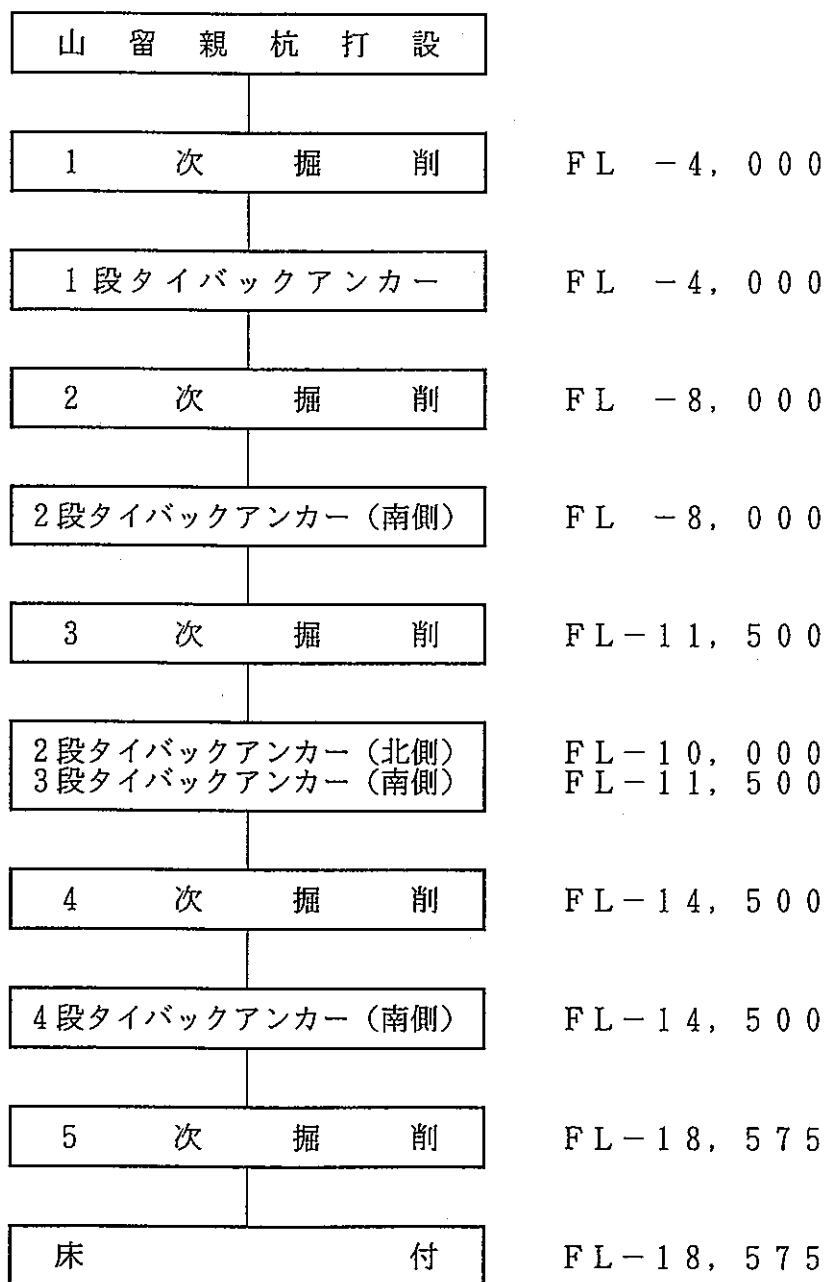 山留親杭打設
1次掘削 FL -4,000
1段タイバックアンカー FL -4,000
2次掘削 FL -8,000
2段タイバックアンカー（南側） FL -8,000
3次掘削 FL-11,500
2段タイバックアンカー（北側） FL-10,000
3段タイバックアンカー（南側） FL-11,500
4次掘削 FL-14,500
4段タイバックアンカー（南側） FL-14,500
5次掘削 FL-18,575
床付 FL-18,575